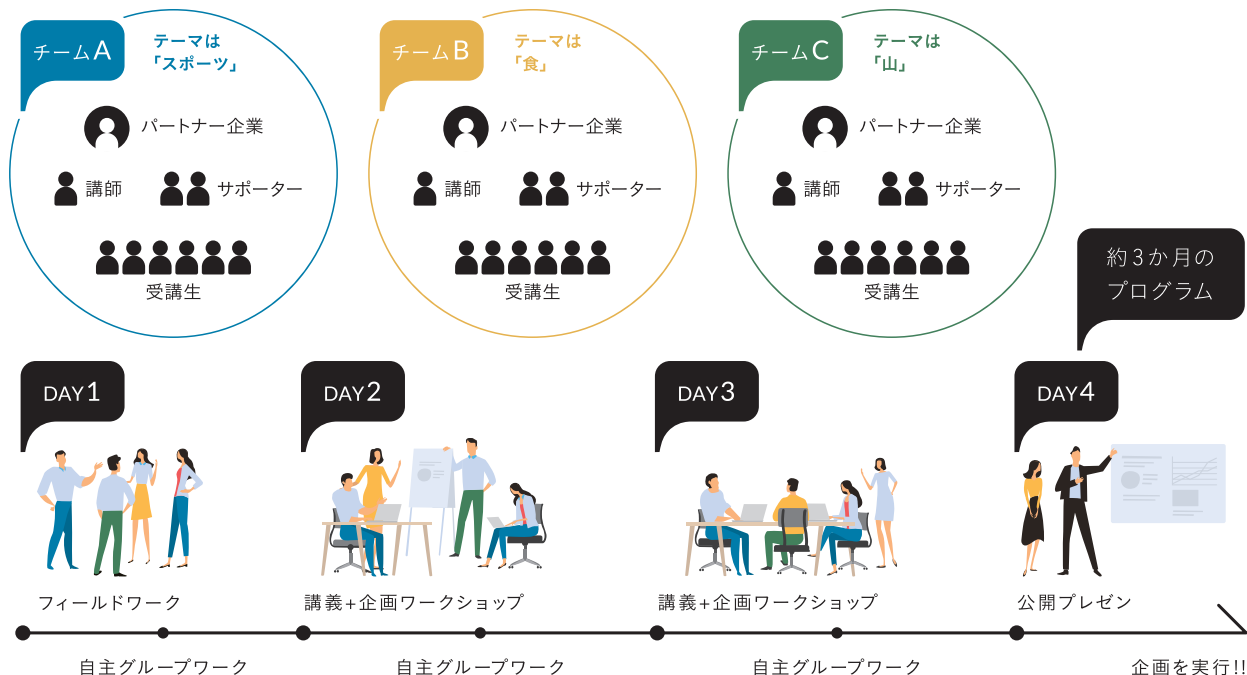 チームA
テーマは
「スポーツ」
パートナー企業
講師
サポーター
受講生
チームB
テーマは
「食」
パートナー企業
講師
サポーター
受講生
チームC
テーマは
「山」
パートナー企業
講師
サポーター
受講生
約3か月の
プログラム
DAY1
DAY2
DAY3
DAY4
フィールドワーク
講義+企画ワークショップ
講義+企画ワークショップ
公開プレゼン
自主グループワーク
自主グループワーク
自主グループワーク
企画を実行!!